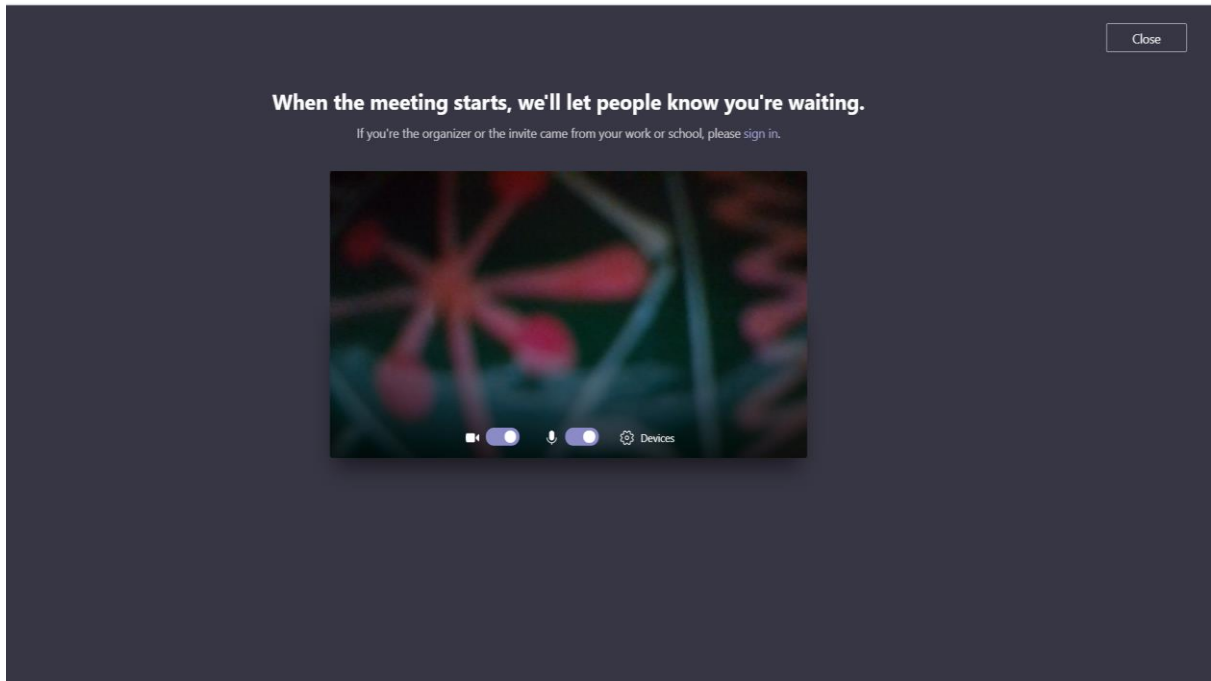 Close
When the meeting starts, we'll let people know you're waiting.
If you're the organizer or the invite came from your work or school, please sign in.
Devices